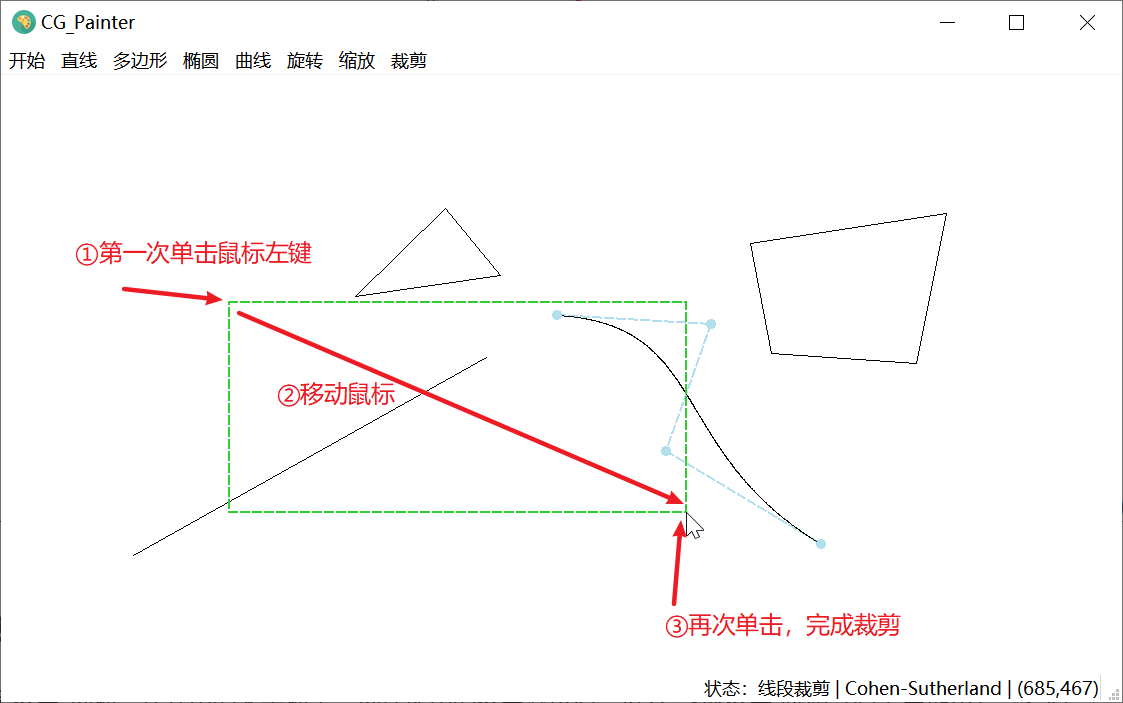 CG_Painter
开始 直线 多边形 椭圆 曲线 旋转 缩放 裁剪
①第一次单击鼠标左键
②移动鼠标
③再次单击，完成裁剪
状态：线段裁剪 | Cohen-Sutherland | (685,467)